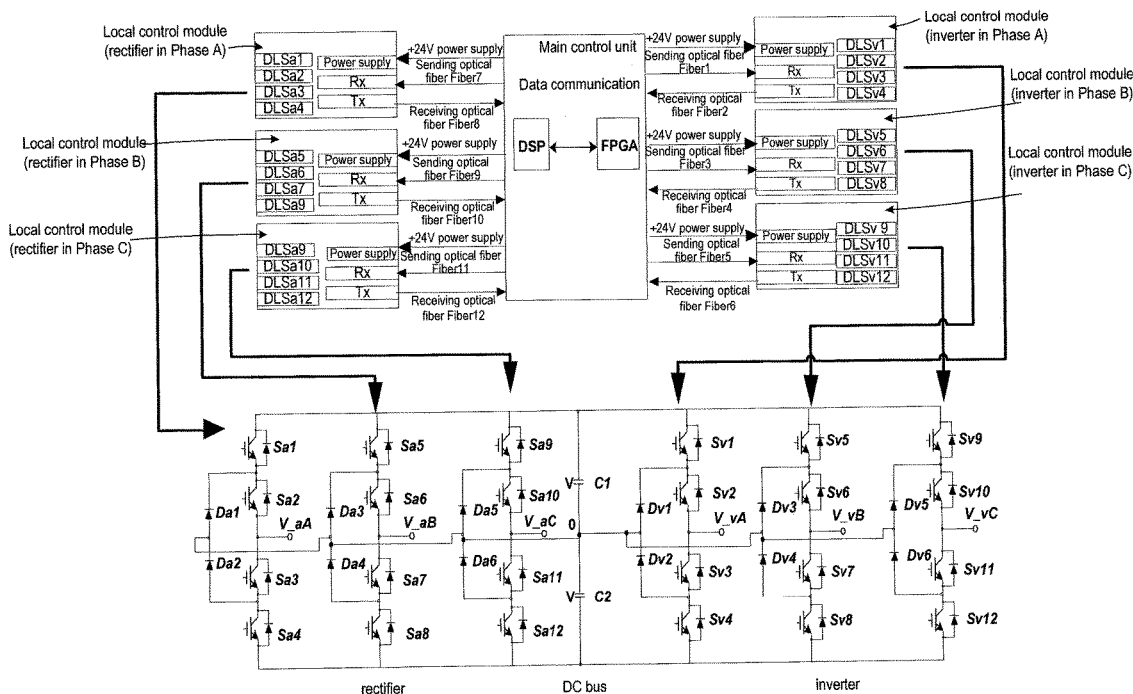 Local control module
(rectifier in Phase A)
DLSa1
DLSa2
DLSa3
DLSa4
Power supply
Rx
Tx
+24V power supply
Sending optical
fiber Fiber7
Receiving optical
fiber Fiber8
Local control module
(rectifier in Phase B)
DLSa5
DLSa6
DLSa7
DLSa9
Power supply
Rx
Tx
+24V power supply
Sending optical
fiber Fiber9
Receiving optical
fiber Fiber10
Local control module
(rectifier in Phase C)
DLSa9
DLSa10
DLSa11
DLSa12
Power supply
Rx
Tx
+24V power supply
Sending optical fiber
Fiber11
Receiving optical
fiber Fiber12
Main control unit
Data communication
DSP
FPGA
+24V power supply
Sending optical fiber
Fiber1
Receiving optical
fiber Fiber2
Power supply
Rx
Tx
DLSv1
DLSv2
DLSv3
DLSv4
Local control module
(inverter in Phase A)
+24V power supply
Sending optical fiber
Fiber3
Receiving optical
fiber Fiber4
Power supply
Rx
Tx
DLSv5
DLSv6
DLSv7
DLSv8
Local control module
(inverter in Phase B)
+24V power supply
Sending optical
fiber Fiber5
Receiving optical
fiber Fiber6
Power supply
Rx
Tx
DLSv 9
DLSv10
DLSv11
DLSv12
Local control module
(inverter in Phase C)
Sa1
Sa2
Sa3
Sa4
Da1
Da2
V_aA
Sa5
Sa6
Sa7
Sa8
Da3
Da4
V_aB
Sa9
Sa10
Sa11
Sa12
Da5
Da6
V_aC
V
C1
0
V
C2
Sv1
Sv2
Sv3
Sv4
Dv1
Dv2
V_vA
Sv5
Sv6
Sv7
Sv8
Dv3
Dv4
V_vB
Sv9
Sv10
Sv11
Sv12
Dv5
Dv6
V_vC
rectifier
DC bus
inverter